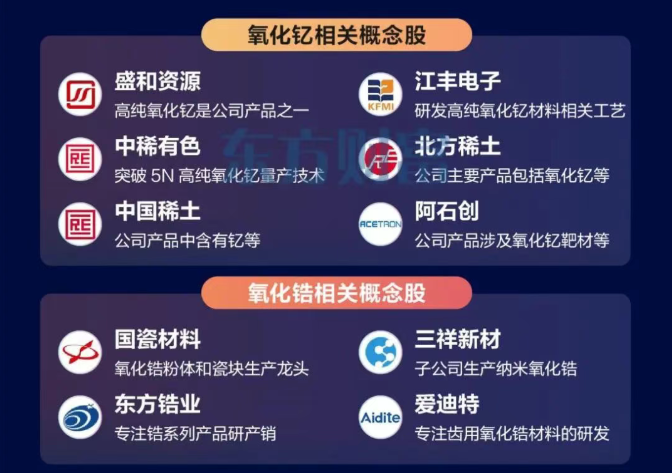 氧化钇相关概念股
盛和资源
高纯氧化钇是公司产品之一
KFMI
江丰电子
研发高纯氧化钇材料相关工艺
RE
中稀有色
突破 5N 高纯氧化钇量产技术
北方稀土
公司主要产品包括氧化钇等
RE
中国稀土
公司产品中含有钇等
ACETRON
阿石创
公司产品涉及氧化钇靶材等
东方财富
氧化锆相关概念股
国瓷材料
氧化锆粉体和瓷块生产龙头
三祥新材
子公司生产纳米氧化锆
东方锆业
专注锆系列产品研产销
Aidite
爱迪特
专注齿用氧化锆材料的研发